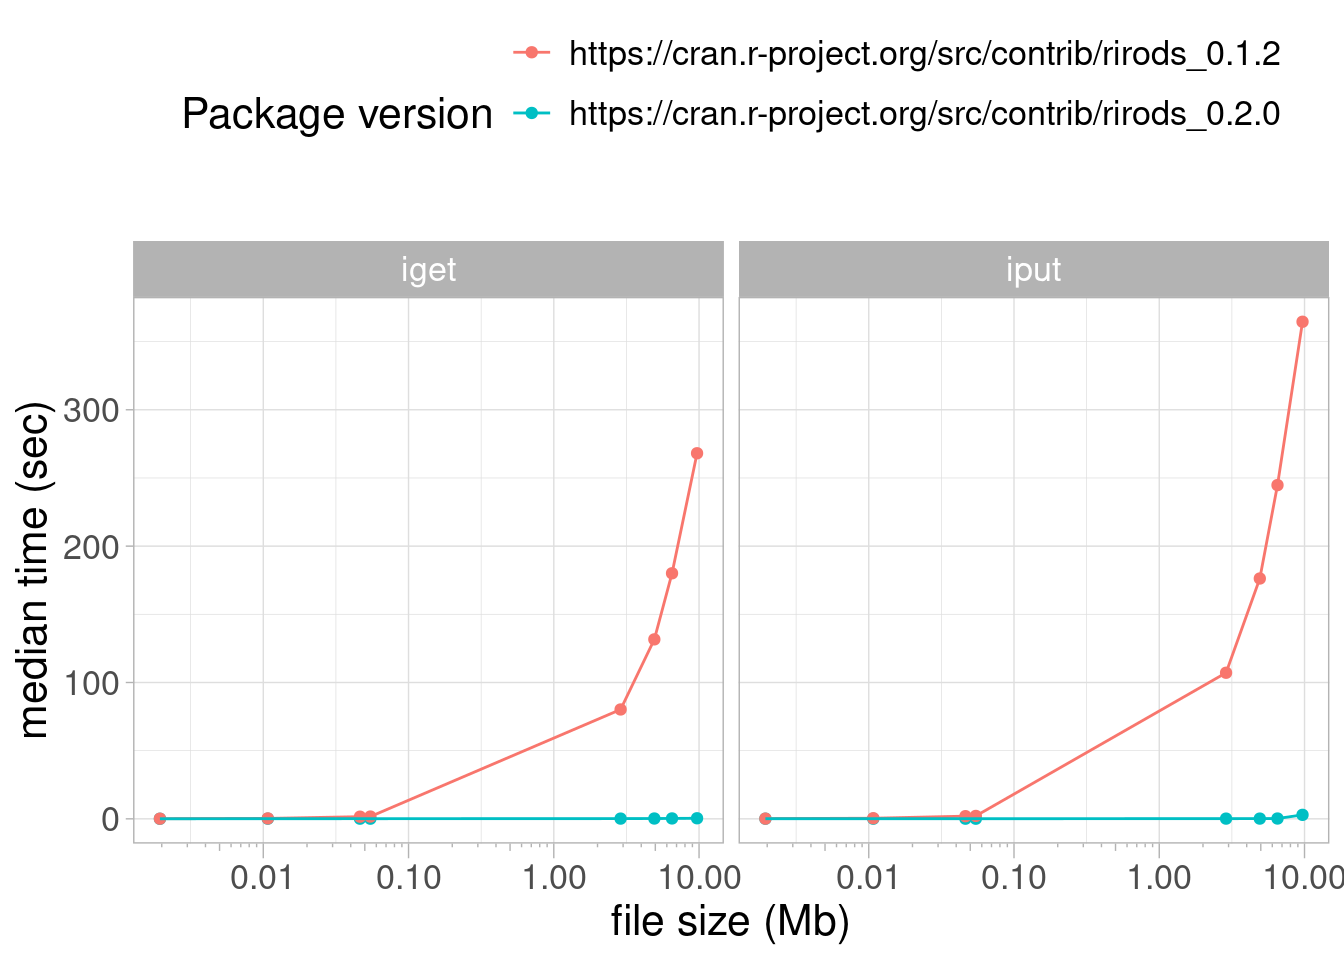 https://cran.r-project.org/src/contrib/rirods_0.1.2
Package version
https://cran.r-project.org/src/contrib/rirods_0.2.0
iget
iput
median time (sec)
300
200
100
0
0.01
0.10
1.00
10.00
0.01
0.10
1.00
10.00
file size (Mb)